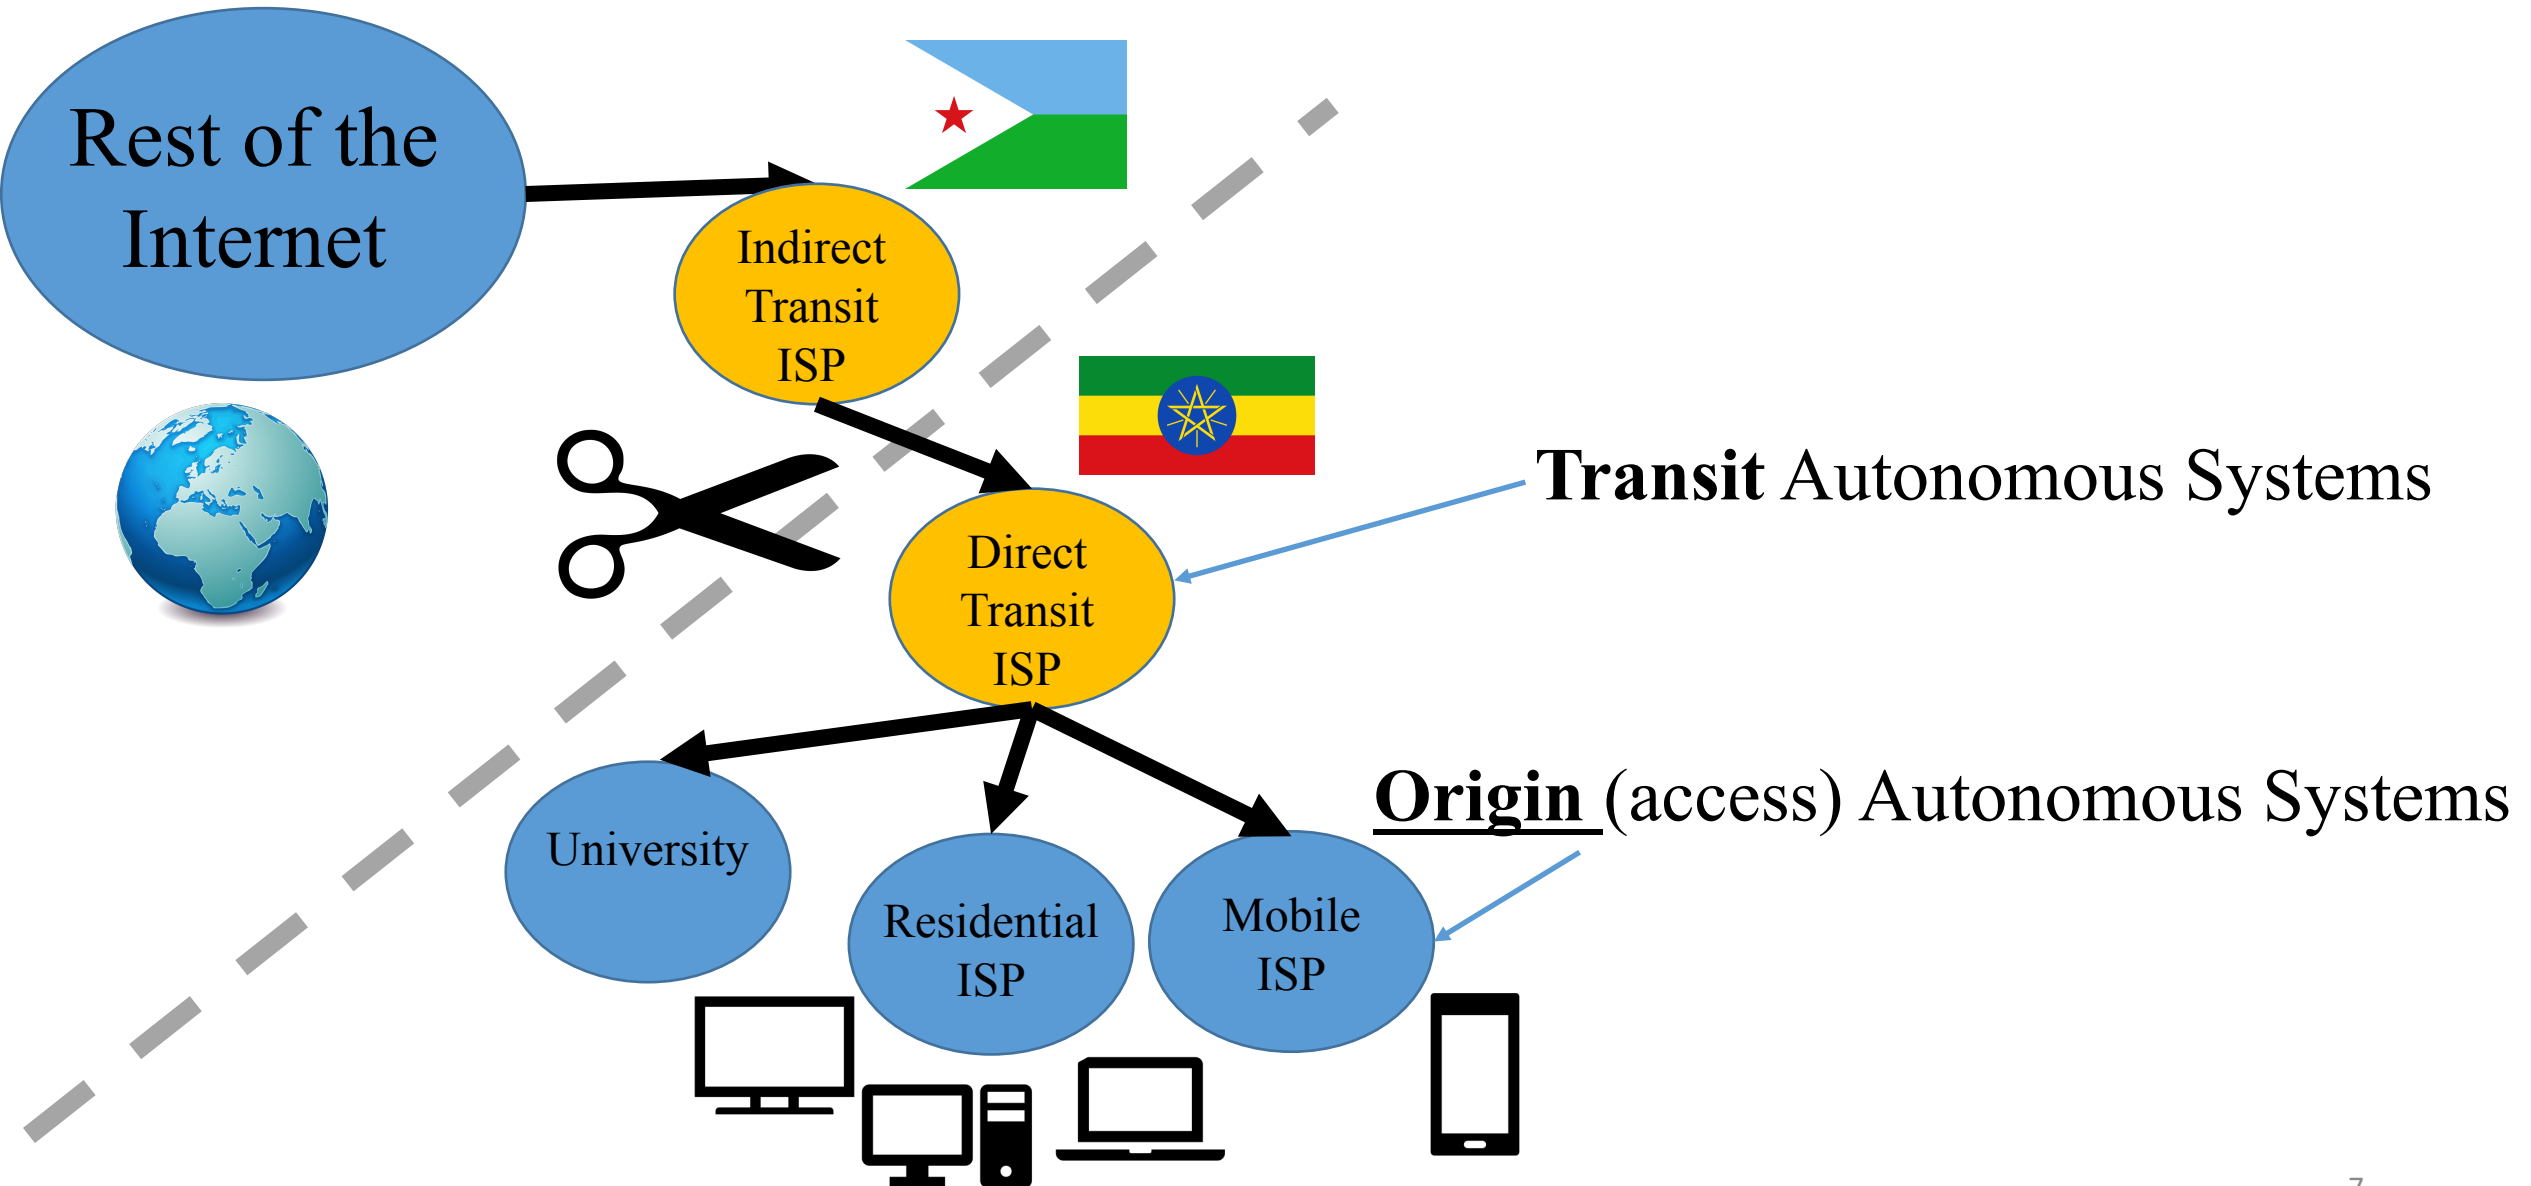 Rest of the
Internet
Indirect
Transit
ISP
Transit Autonomous Systems
Direct
Transit
ISP
Origin (access) Autonomous Systems
University
Residential
ISP
Mobile
ISP
7